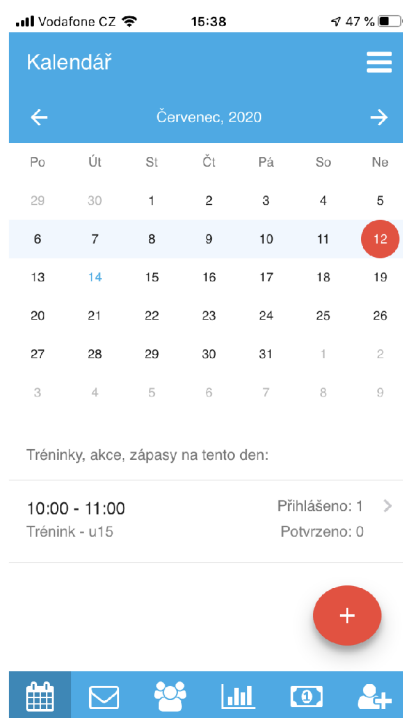 Vodafone CZ 15:38 47 %
Kalendář
Červenec, 2020
Po Út St Čt Pá So Ne
29 30 1 2 3 4 5
6 7 8 9 10 11 12
13 14 15 16 17 18 19
20 21 22 23 24 25 26
27 28 29 30 31 1 2
3 4 5 6 7 8 9
Tréninky, akce, zápasy na tento den:
10:00 - 11:00 Přihlášeno: 1
Trénink - u15 Potvrzeno: 0